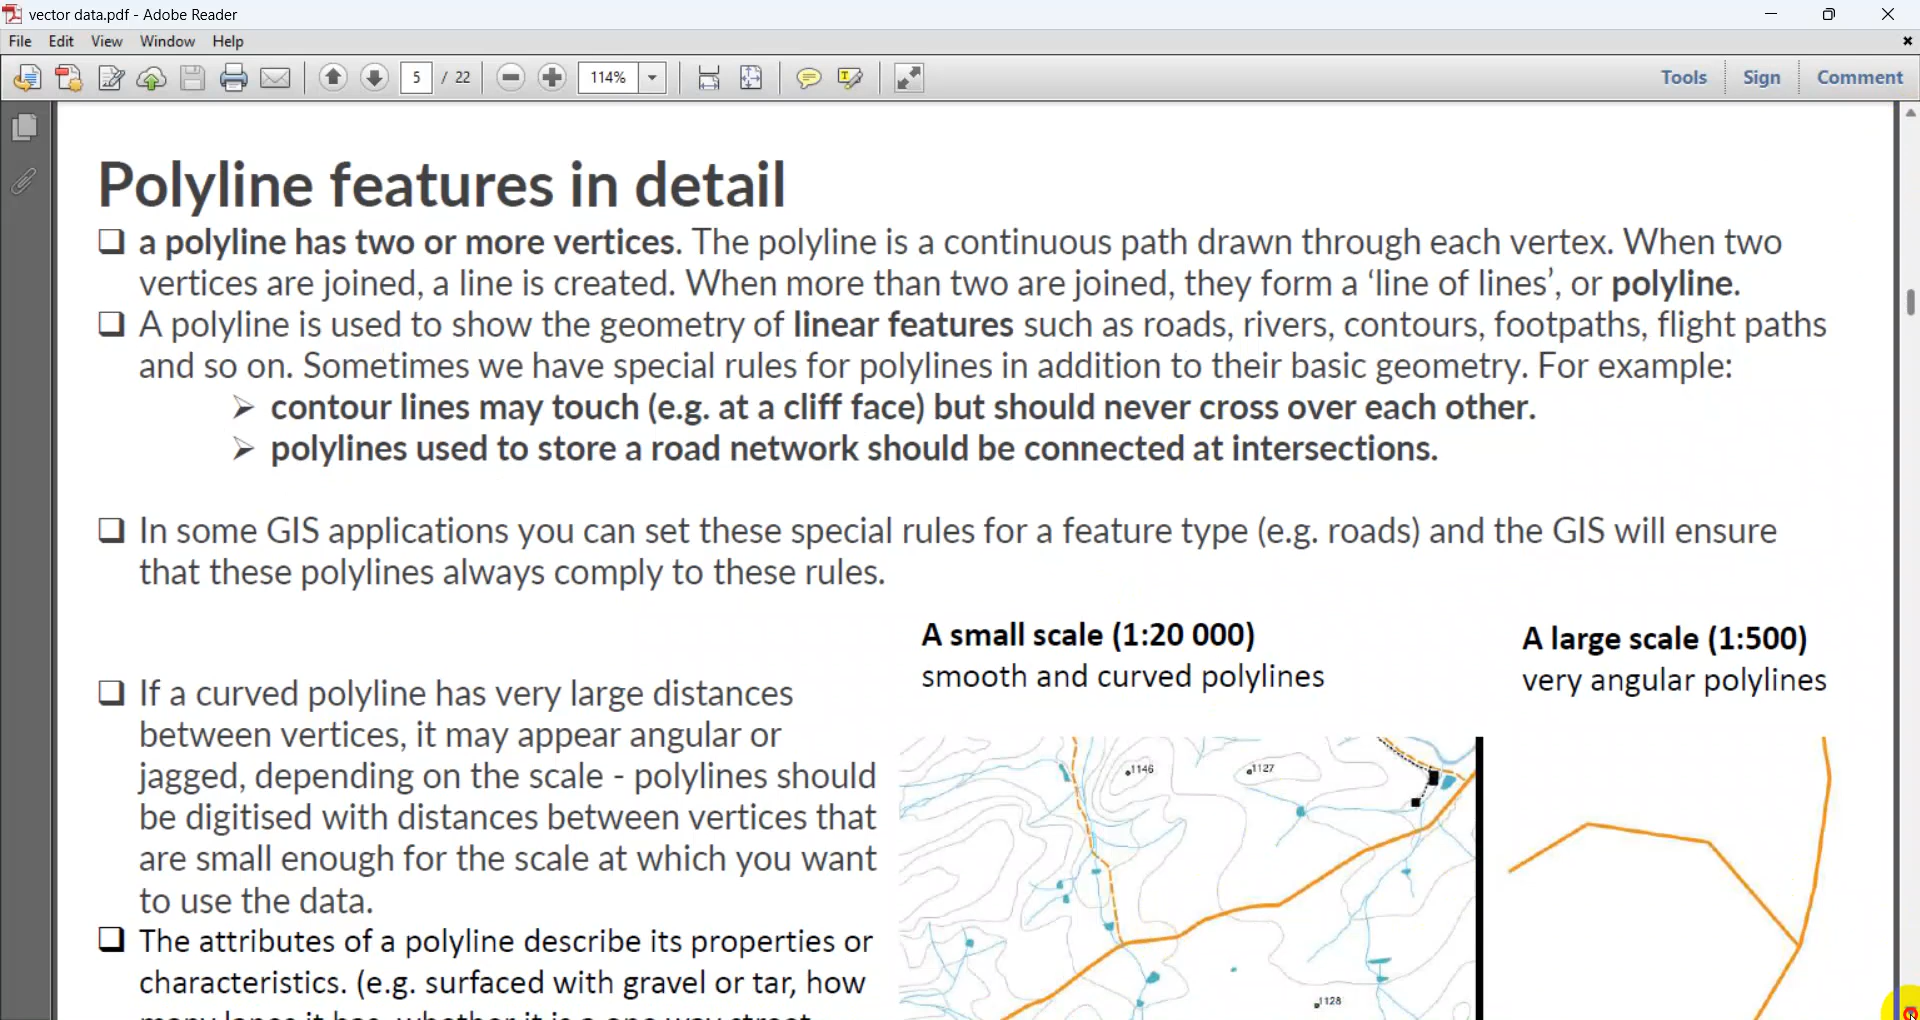 vector data.pdf - Adobe Reader
File Edit View Window Help
5 / 22 114% Tools Sign Comment
Polyline features in detail
❑ a polyline has two or more vertices. The polyline is a continuous path drawn through each vertex. When two
vertices are joined, a line is created. When more than two are joined, they form a ‘line of lines’, or polyline.
❑ A polyline is used to show the geometry of linear features such as roads, rivers, contours, footpaths, flight paths
and so on. Sometimes we have special rules for polylines in addition to their basic geometry. For example:
➢ contour lines may touch (e.g. at a cliff face) but should never cross over each other.
➢ polylines used to store a road network should be connected at intersections.
❑ In some GIS applications you can set these special rules for a feature type (e.g. roads) and the GIS will ensure
that these polylines always comply to these rules.
A small scale (1:20 000)
smooth and curved polylines
A large scale (1:500)
very angular polylines
❑ If a curved polyline has very large distances
between vertices, it may appear angular or
jagged, depending on the scale - polylines should
be digitised with distances between vertices that
are small enough for the scale at which you want
to use the data.
❑ The attributes of a polyline describe its properties or
characteristics. (e.g. surfaced with gravel or tar, how
many lanes it has, whether it is a one way street
1146
1127
1128